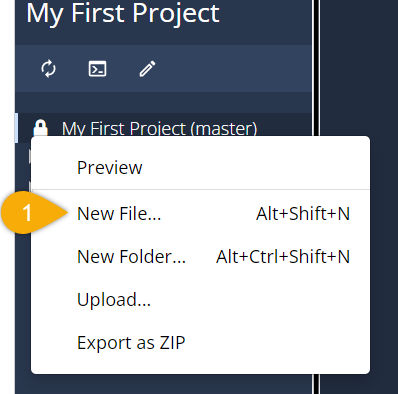 My First Project
My First Project (master)
Preview
1 New File... Alt+Shift+N
New Folder... Alt+Ctrl+Shift+N
Upload...
Export as ZIP